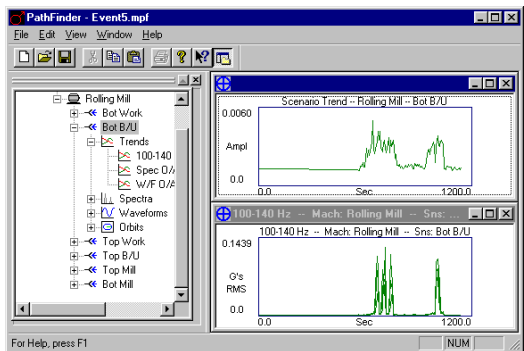 PathFinder - Event5.mpf
File Edit View Window Help
Rolling Mill
Bot Work
Bot B/U
Trends
100-140
Spec O/
W/F O/A
Spectra
Waveforms
Orbits
Top Work
Top B/U
Top Mill
Bot Mill
Scenario Trend -- Rolling Mill -- Bot B/U
0.0060
Ampl
0.0
0.0 Sec 1200.0
100-140 Hz -- Mach: Rolling Mill -- Sns: ...
100-140 Hz -- Mach: Rolling Mill -- Sns: Bot B/U
0.1439
G's
RMS
0.0
0.0 Sec 1200.0
For Help, press F1
NUM